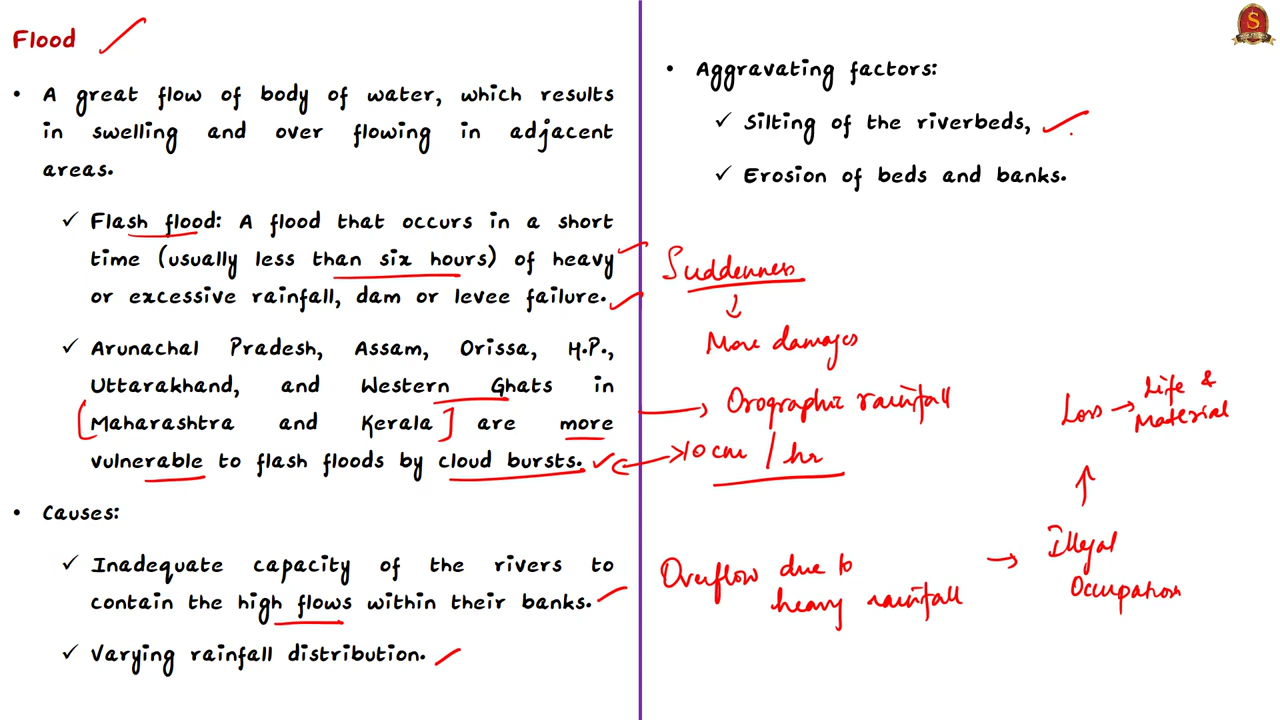 Flood
• A great flow of body of water, which results
in swelling and over flowing in adjacent
areas.
✓ Flash flood: A flood that occurs in a short
time (usually less than six hours) of heavy
or excessive rainfall, dam or levee failure.
✓ Arunachal Pradesh, Assam, Orissa, H.P.,
Uttarakhand, and Western Ghats in
[Maharashtra and Kerala] are more
vulnerable to flash floods by cloud bursts.
• Causes:
✓ Inadequate capacity of the rivers to
contain the high flows within their banks.
✓ Varying rainfall distribution.
• Aggravating factors:
✓ Silting of the riverbeds,
✓ Erosion of beds and banks.
Suddenness
↓
More damages
→ Orographic rainfall
>10 cm / hr
Overflow due to
heavy rainfall
→ Illegal
Occupation
↑
Loss → Life &
Material
S